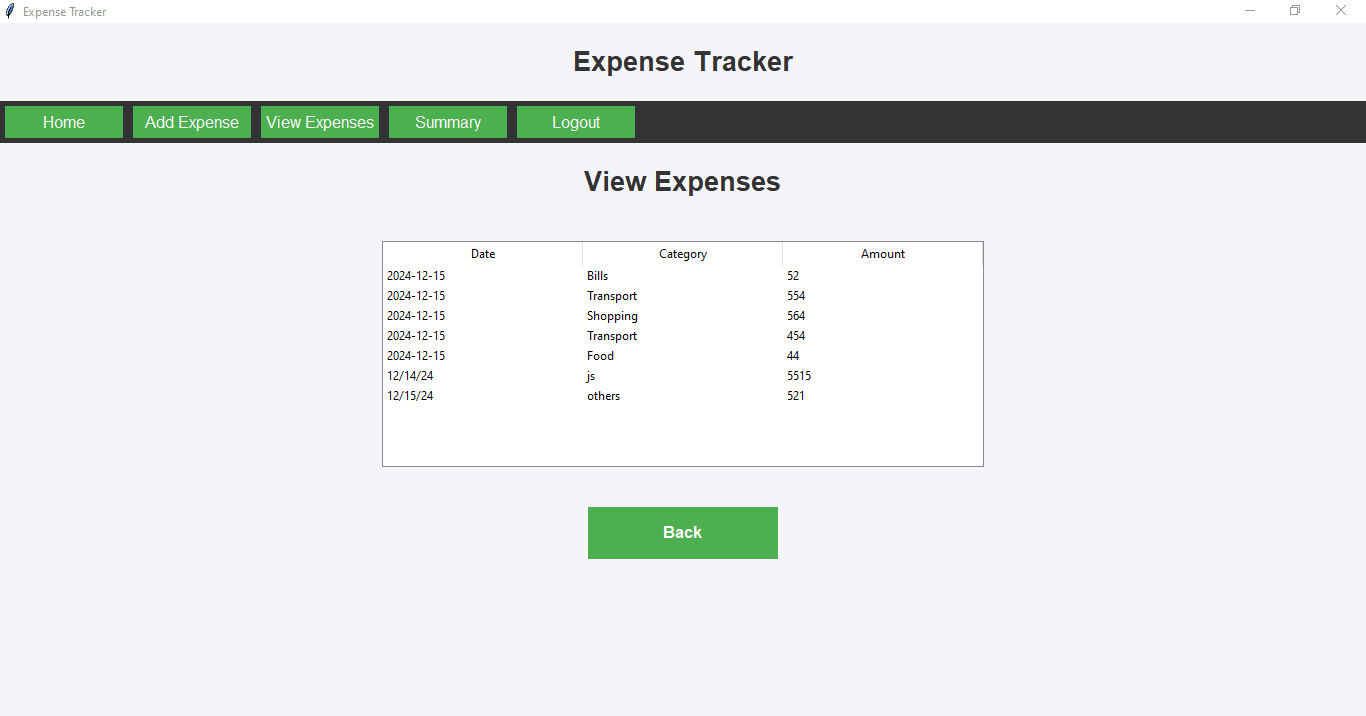 Expense Tracker
Expense Tracker
Home Add Expense View Expenses Summary Logout
View Expenses
Date Category Amount
2024-12-15 Bills 52
2024-12-15 Transport 554
2024-12-15 Shopping 564
2024-12-15 Transport 454
2024-12-15 Food 44
12/14/24 js 5515
12/15/24 others 521
Back